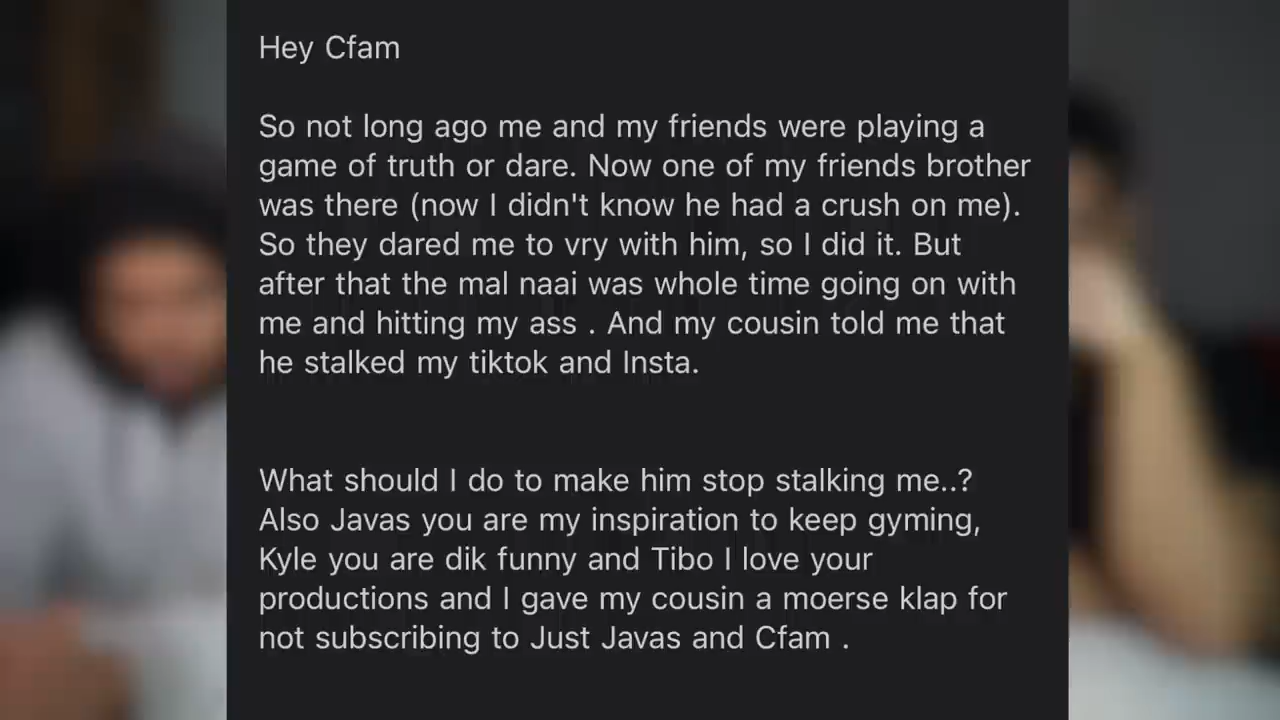 Hey Cfam
So not long ago me and my friends were playing a
game of truth or dare. Now one of my friends brother
was there (now I didn't know he had a crush on me).
So they dared me to vry with him, so I did it. But
after that the mal naai was whole time going on with
me and hitting my ass . And my cousin told me that
he stalked my tiktok and Insta.
What should I do to make him stop stalking me..?
Also Javas you are my inspiration to keep gyming,
Kyle you are dik funny and Tibo I love your
productions and I gave my cousin a moerse klap for
not subscribing to Just Javas and Cfam .